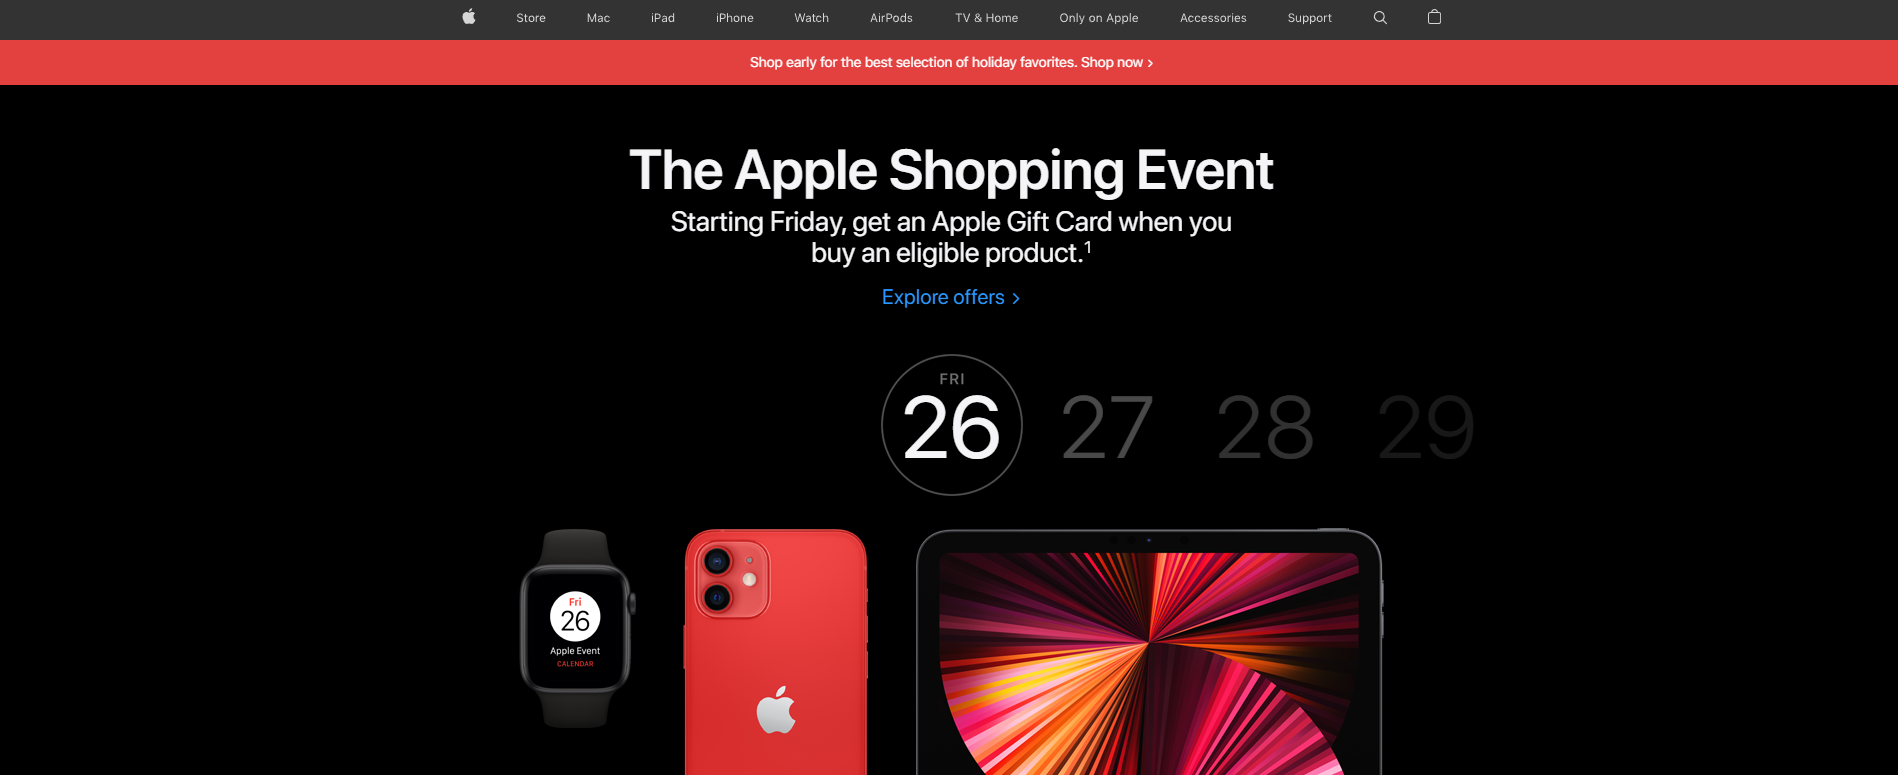 Store Mac iPad iPhone Watch AirPods TV & Home Only on Apple Accessories Support
Shop early for the best selection of holiday favorites. Shop now >
The Apple Shopping Event
Starting Friday, get an Apple Gift Card when you
buy an eligible product.¹
Explore offers >
FRI
26 27 28 29
Fri
26
Apple Event
CALENDAR